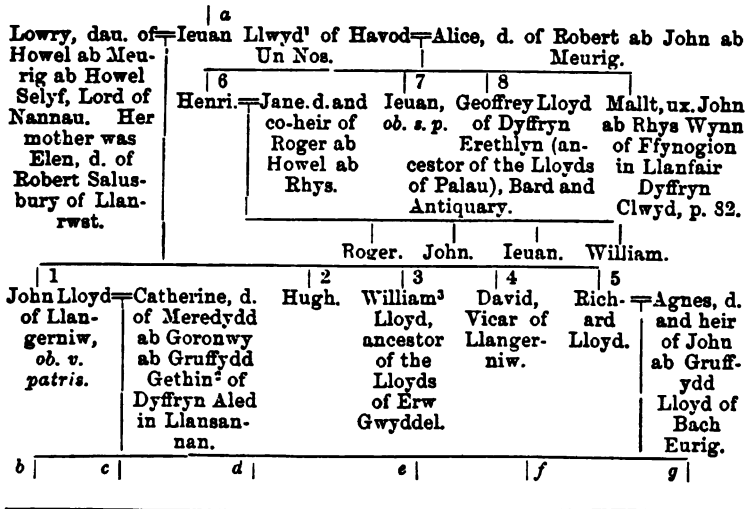 a
Lowry, dau. of Ieuan Llwyd¹ of Havod Alice, d. of Robert ab John ab
Howel ab Meu- Un Nos. Meurig.
rig ab Howel
Selyf, Lord of
Nannau. Her
mother was
Elen, d. of
Robert Salus-
bury of Llan-
rwst.
6 7 8
Henri. Jane. d. and Ieuan, Geoffrey Lloyd Mallt, ux. John
co-heir of ob. s. p. of Dyffryn ab Rhys Wynn
Roger ab Erethlyn (an- of Ffynogion
Howel ab cestor of the Lloyds in Llanfair
Rhys. of Palau), Bard and Dyffryn
Antiquary. Clwyd, p. 82.
Roger. John. Ieuan. William.
1 2 3 4 5
John Lloyd Catherine, d. Hugh. William³ David, Rich- Agnes, d.
of Llan- of Meredydd Lloyd, Vicar of ard and heir
gerniw, ab Goronwy ancestor Llanger- Lloyd. of John
ob. v. ab Gruffydd of the niw. ab Gruff-
patris. Gethin² of Lloyds ydd
Dyffryn Aled of Erw Lloyd of
in Llansan- Gwyddel. Bach
nan. Eurig.
b c d e f g